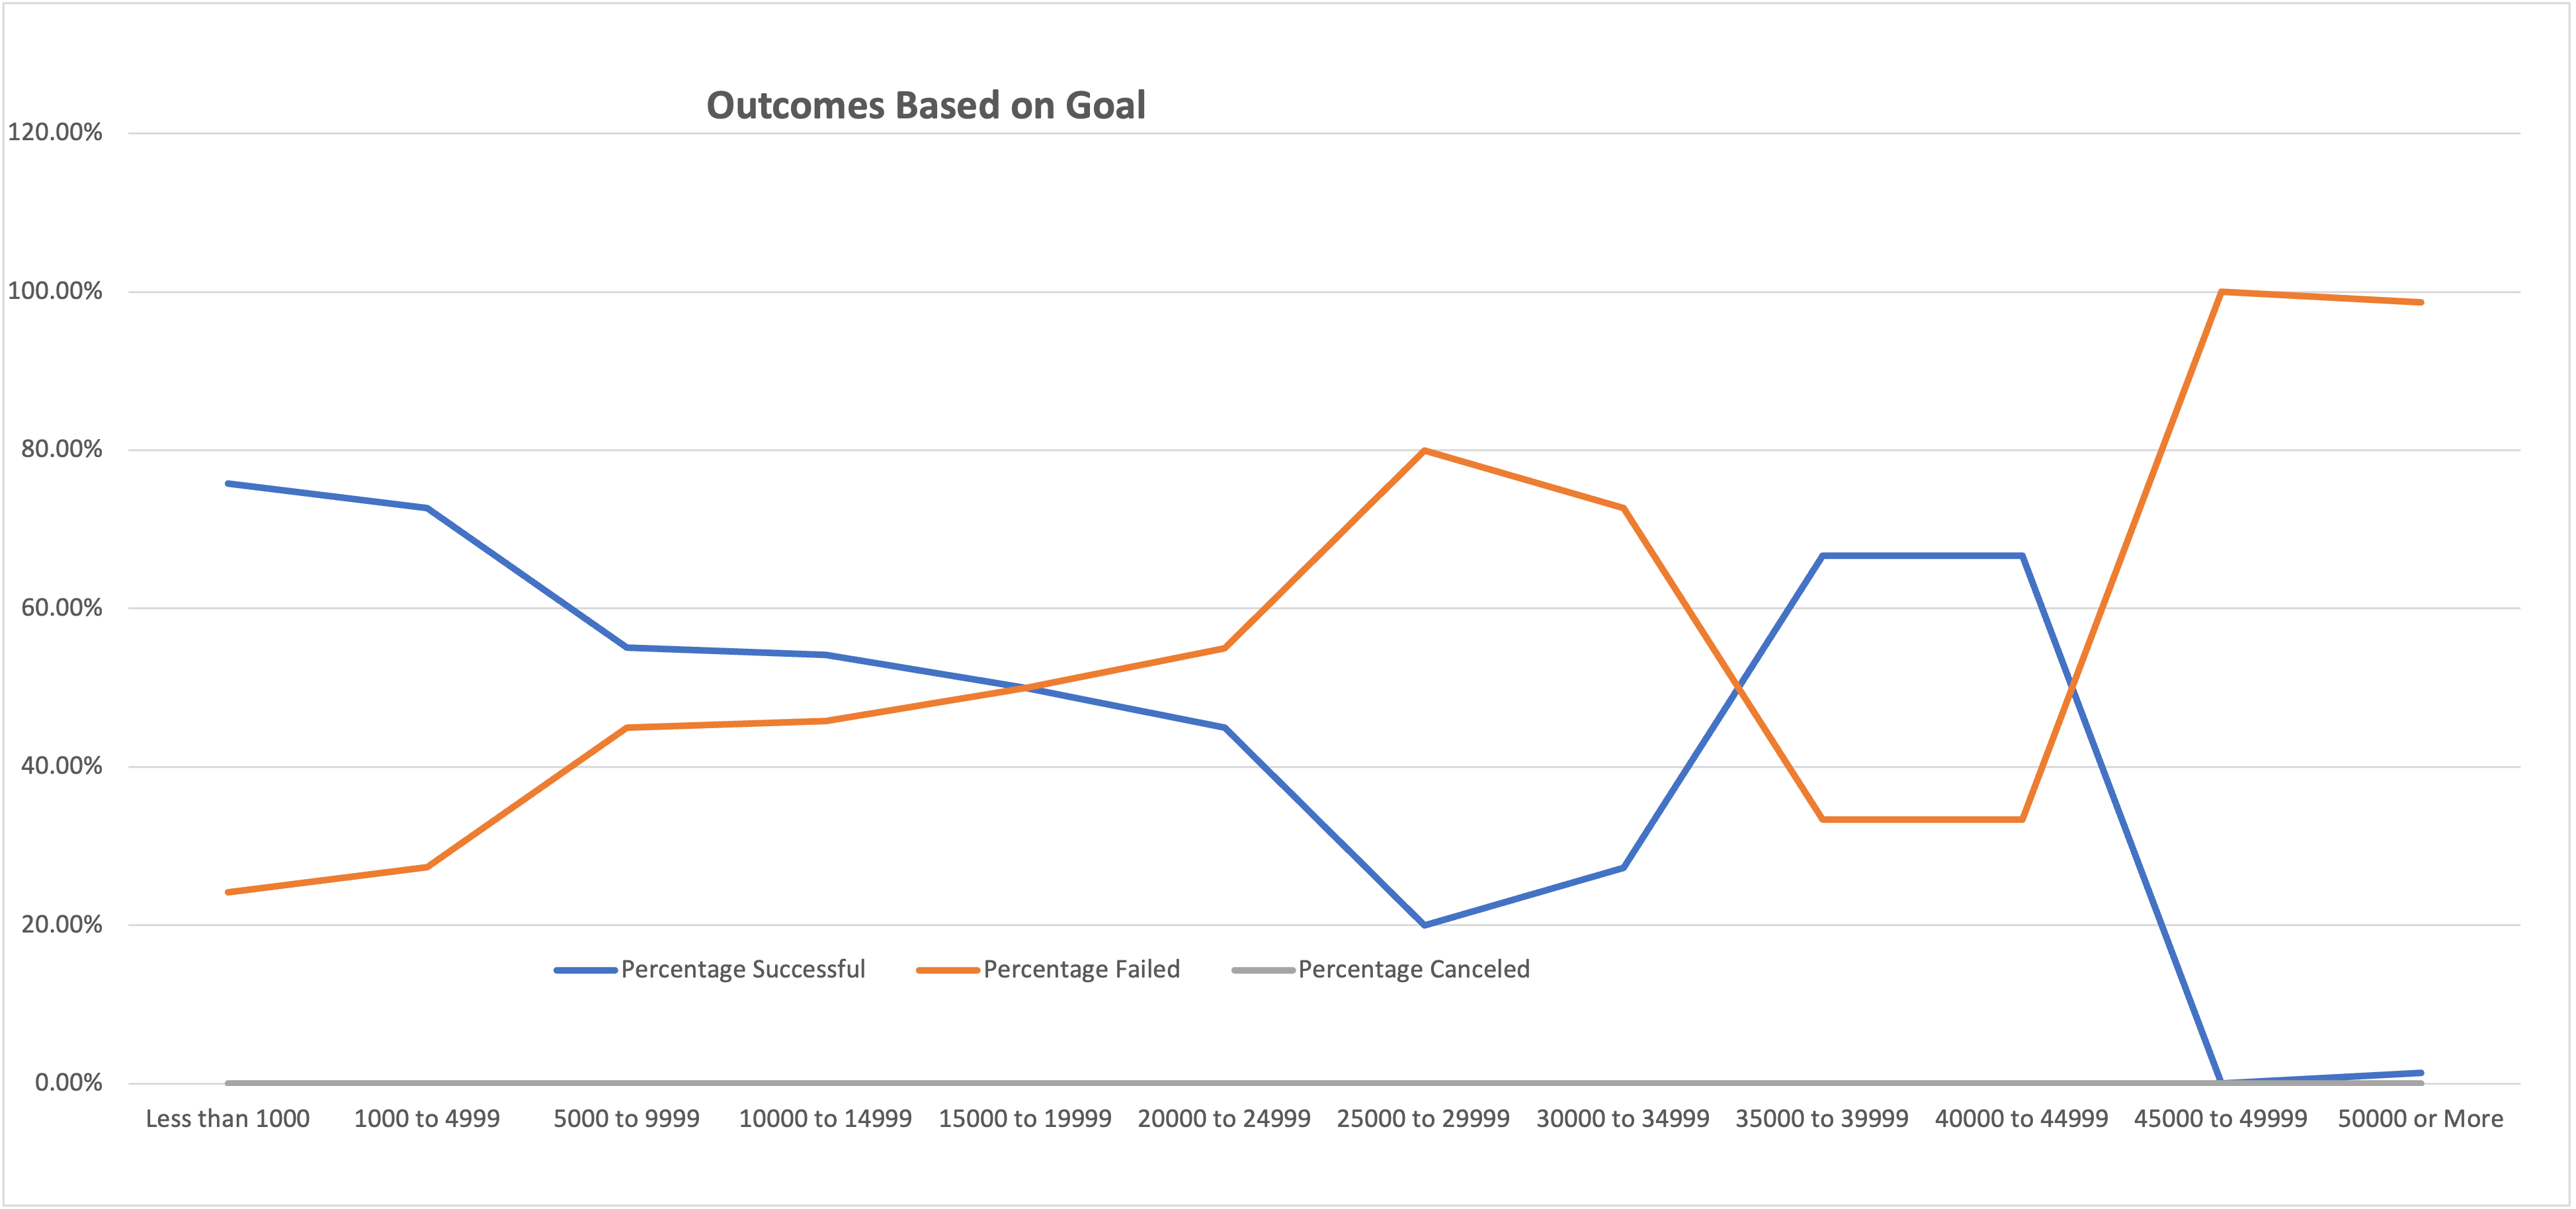 Outcomes Based on Goal
120.00%
100.00%
80.00%
60.00%
40.00%
20.00%
0.00%
Percentage Successful Percentage Failed Percentage Canceled
Less than 1000 1000 to 4999 5000 to 9999 10000 to 14999 15000 to 19999 20000 to 24999 25000 to 29999 30000 to 34999 35000 to 39999 40000 to 44999 45000 to 49999 50000 or More